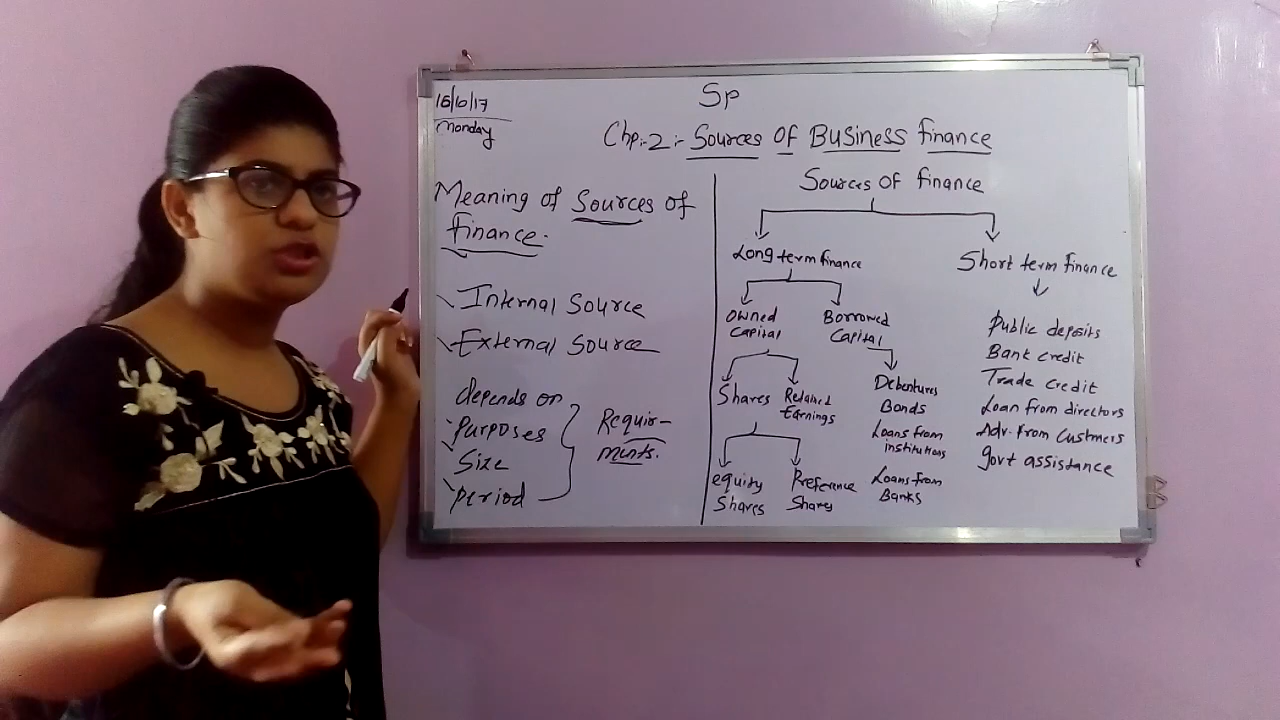 16/10/17
Monday
Sp
Chp:-2:- Sources of Business finance
Meaning of Sources of
finance.
Internal Source
External Source
depends on
Purposes
Size
Period
Requir-
ments.
Sources of finance
Long term finance
Short term finance
owned
Capital
Borrowed
Capital
Shares
Retained
Earnings
equity
Shares
Preference
Shares
Debentures
Bonds
Loans from
institutions
Loans from
Banks
Public deposits
Bank credit
Trade credit
Loan from directors
Adv. from Custmers
govt assistance